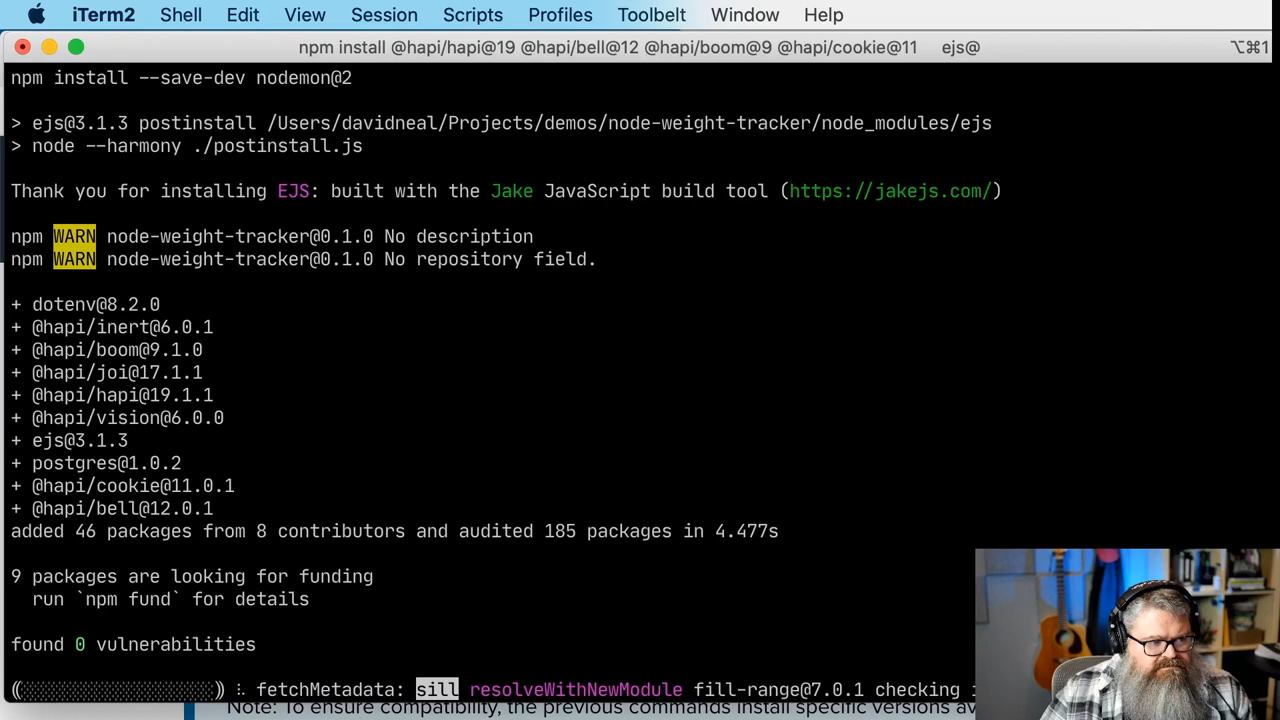 iTerm2 Shell Edit View Session Scripts Profiles Toolbelt Window Help
npm install @hapi/hapi@19 @hapi/bell@12 @hapi/boom@9 @hapi/cookie@11 ejs@ ⌥⌘1
npm install --save-dev nodemon@2
> ejs@3.1.3 postinstall /Users/davidneal/Projects/demos/node-weight-tracker/node_modules/ejs
> node --harmony ./postinstall.js
Thank you for installing EJS: built with the Jake JavaScript build tool (https://jakejs.com/)
npm WARN node-weight-tracker@0.1.0 No description
npm WARN node-weight-tracker@0.1.0 No repository field.
+ dotenv@8.2.0
+ @hapi/inert@6.0.1
+ @hapi/boom@9.1.0
+ @hapi/joi@17.1.1
+ @hapi/hapi@19.1.1
+ @hapi/vision@6.0.0
+ ejs@3.1.3
+ postgres@1.0.2
+ @hapi/cookie@11.0.1
+ @hapi/bell@12.0.1
added 46 packages from 8 contributors and audited 185 packages in 4.477s
9 packages are looking for funding
run `npm fund` for details
found 0 vulnerabilities
(░░░░░░░░░░░░░░░░░░) ⠧ fetchMetadata: sill resolveWithNewModule fill-range@7.0.1 checking
Note: To ensure compatibility, the previous commands install specific versions